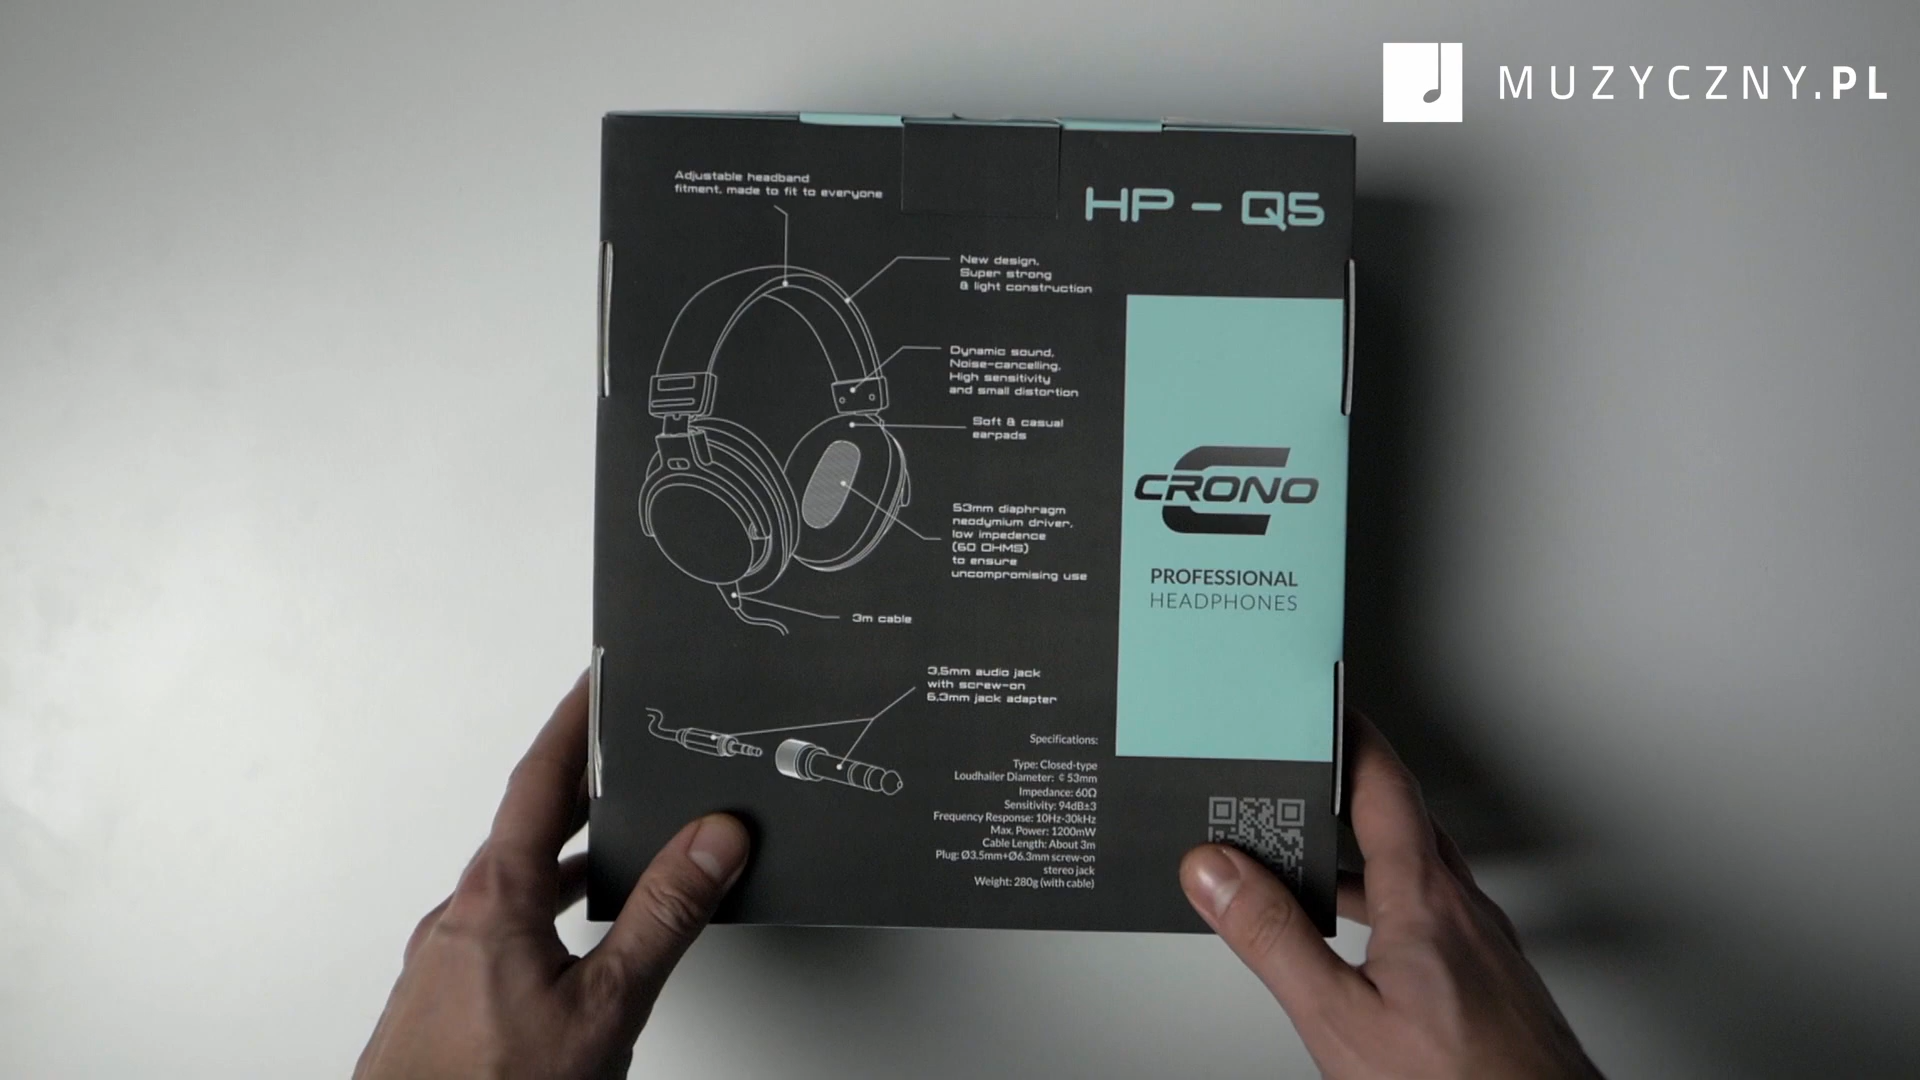 MUZYCZNY.PL
HP - Q5
Adjustable headband
fitment, made to fit to everyone
New design,
Super strong
& light construction
Dynamic sound,
Noise-cancelling,
High sensitivity
and small distortion
Soft & casual
earpads
53mm diaphragm
neodymium driver,
low impedence
(60 OHMS)
to ensure
uncompromising use
3m cable
3,5mm audio jack
with screw-on
6,3mm jack adapter
CRONO
PROFESSIONAL
HEADPHONES
Specifications:
Type: Closed-type
Loudhailer Diameter: ¢ 53mm
Impedance: 60Ω
Sensitivity: 94dB±3
Frequency Response: 10Hz-30kHz
Max. Power: 1200mW
Cable Length: About 3m
Plug: Ø3.5mm+Ø6.3mm screw-on
stereo jack
Weight: 280g (with cable)